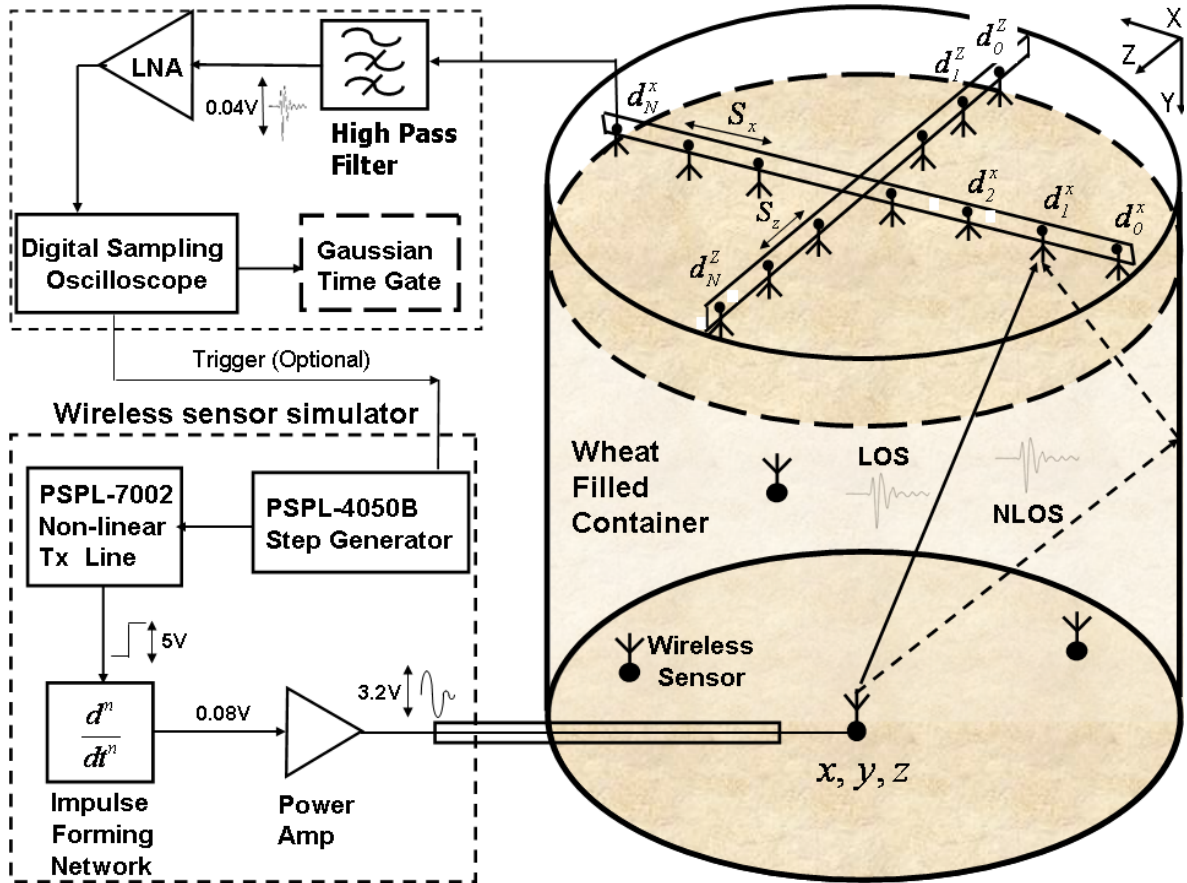 LNA
0.04V
High Pass
Filter
Digital Sampling
Oscilloscope
Gaussian
Time Gate
Trigger (Optional)
Wireless sensor simulator
PSPL-7002
Non-linear
Tx Line
PSPL-4050B
Step Generator
5V
dⁿ
dtⁿ
0.08V
3.2V
Impulse
Forming
Network
Power
Amp
d_N^x
S_x
d_1^Z
d_0^Z
d_2^x
d_1^x
d_0^x
S_z
d_N^Z
X
Z
Y
Wheat
Filled
Container
LOS
NLOS
Wireless
Sensor
x, y, z